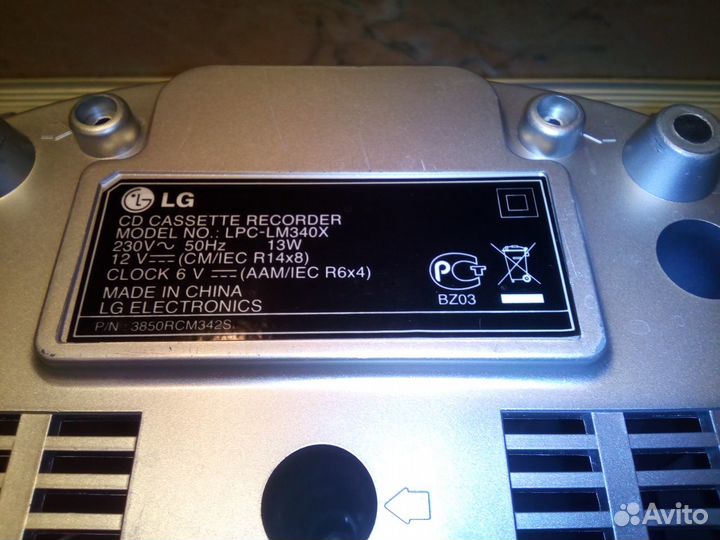 LG
CD CASSETTE RECORDER
MODEL NO.: LPC-LM340X
230V~ 50Hz 13W
12 V⎓(CM/IEC R14x8)
CLOCK 6 V⎓(AAM/IEC R6x4)
MADE IN CHINA
LG ELECTRONICS
P/N : 3850RCM342S
РСТ
BZ03
Avito